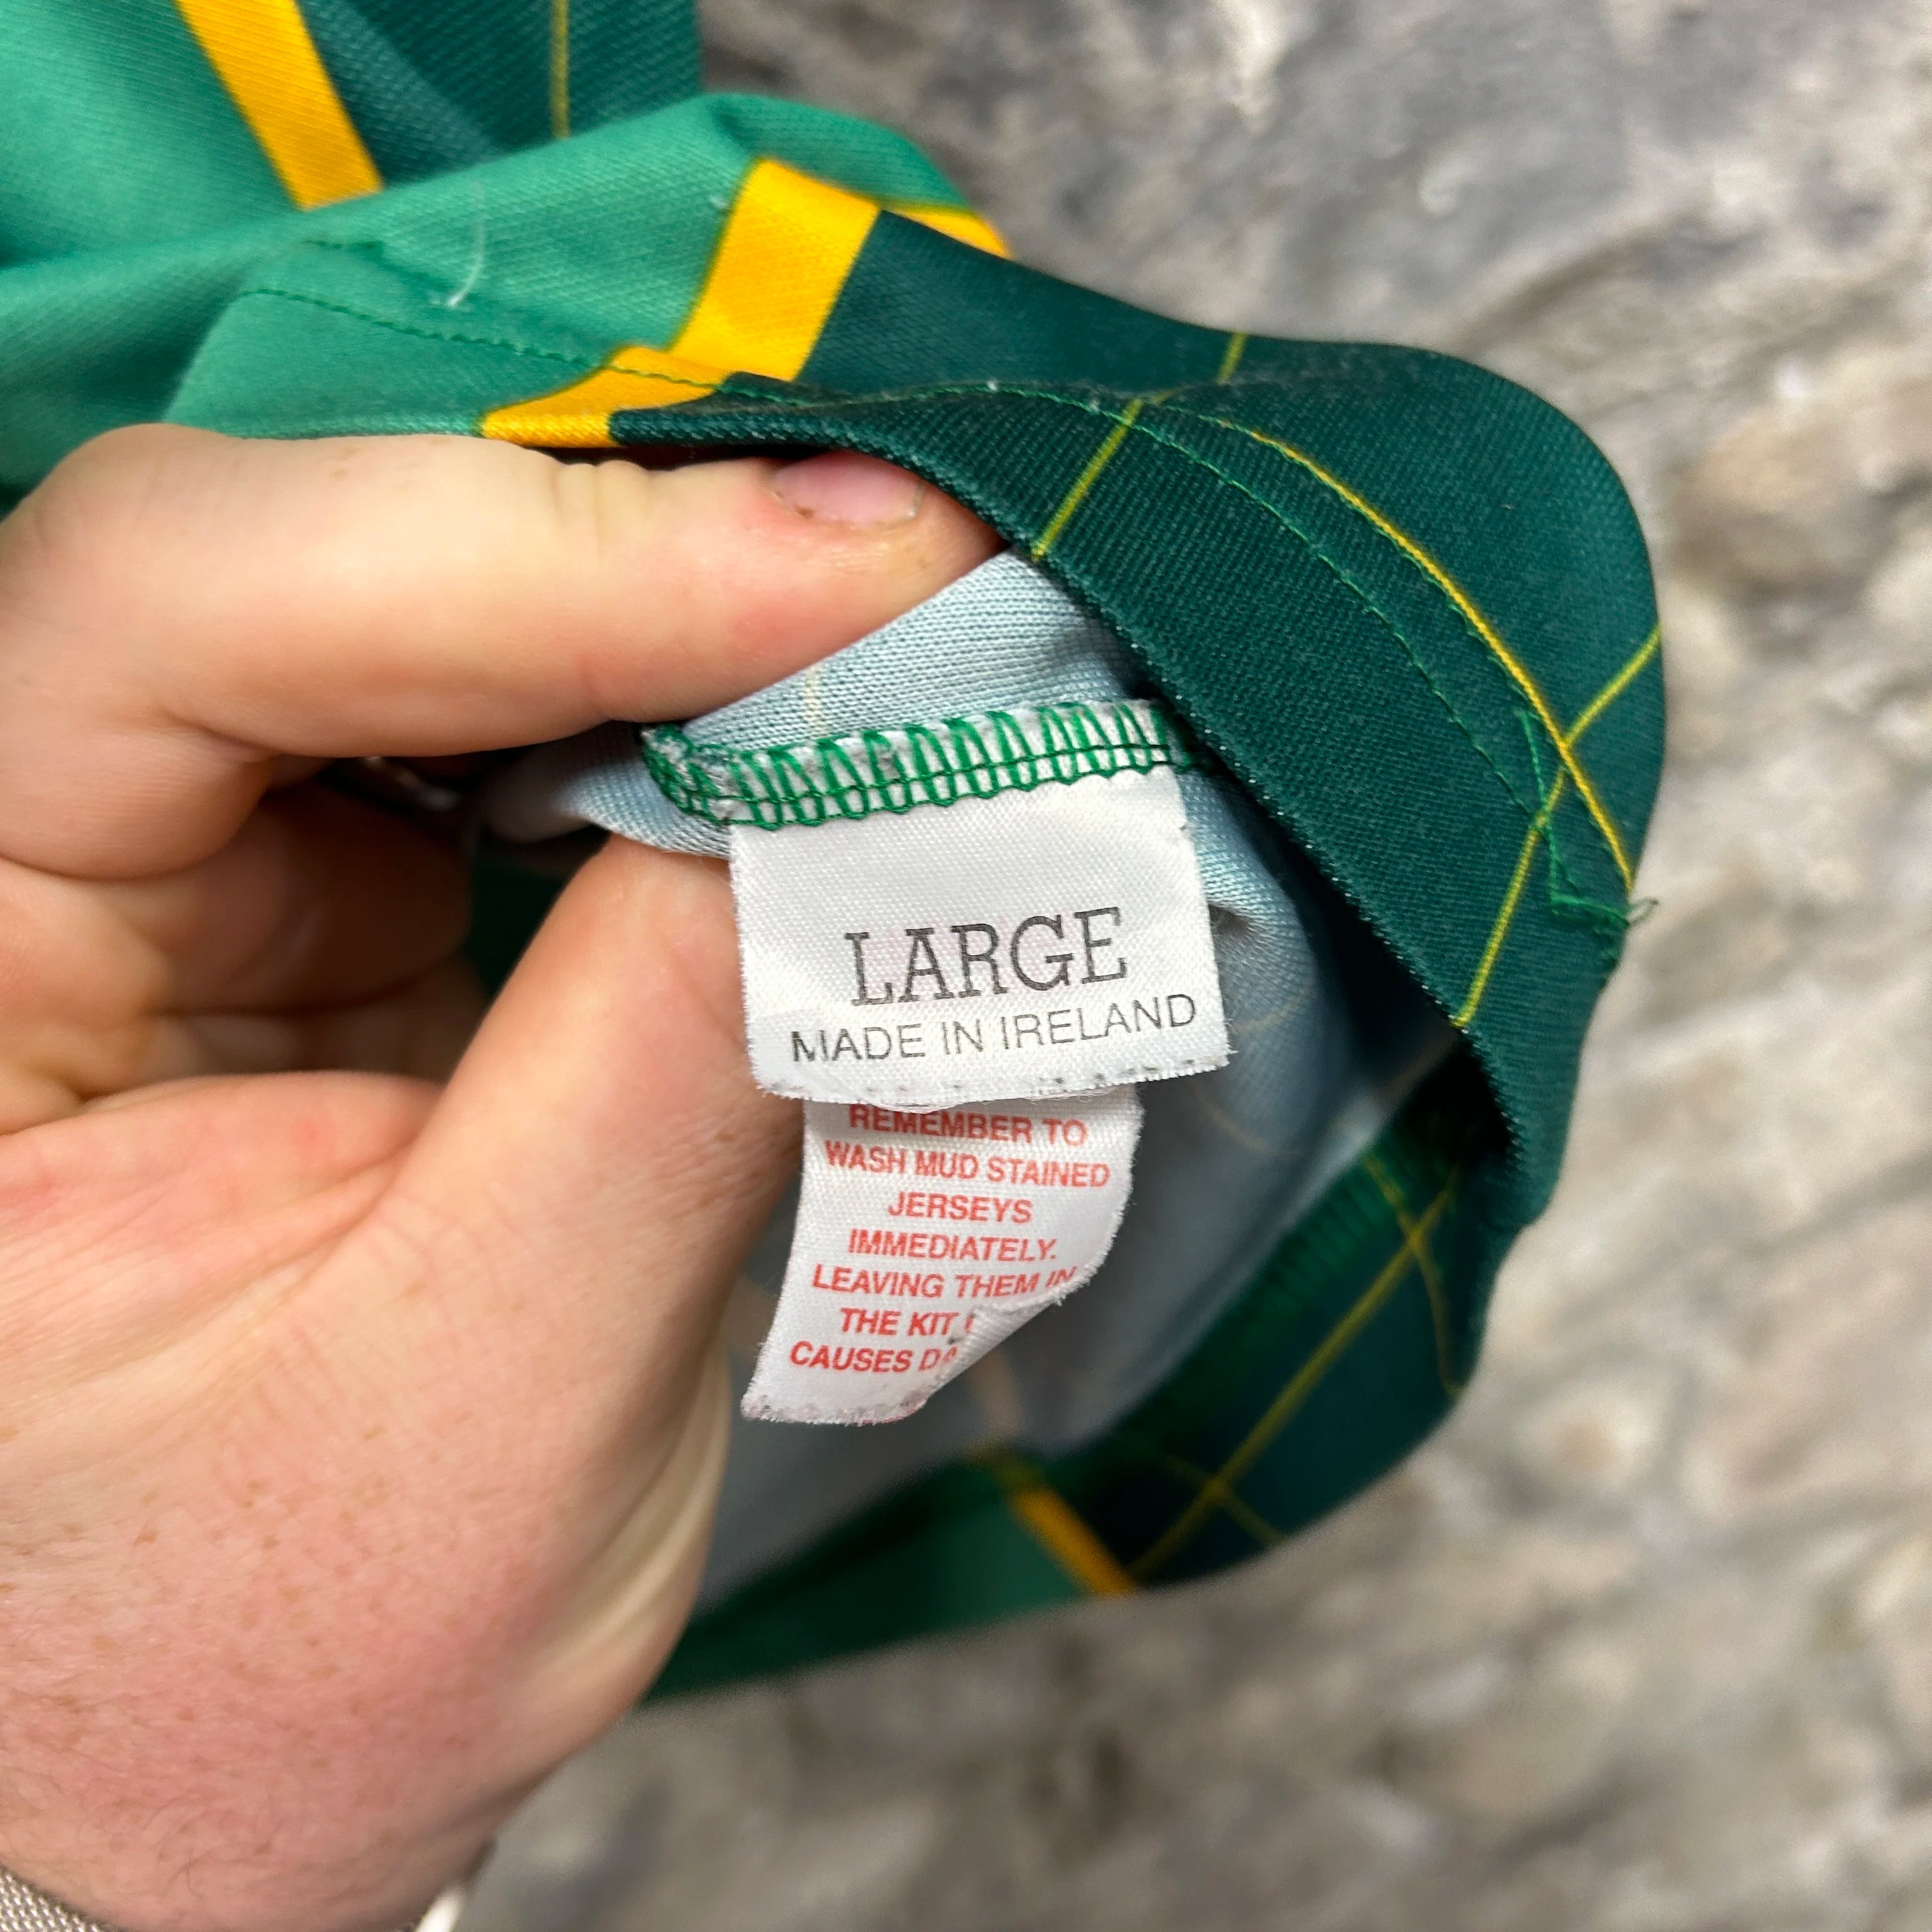 LARGE
MADE IN IRELAND
REMEMBER TO
WASH MUD STAINED
JERSEYS
IMMEDIATELY.
LEAVING THEM IN
THE KIT
CAUSES